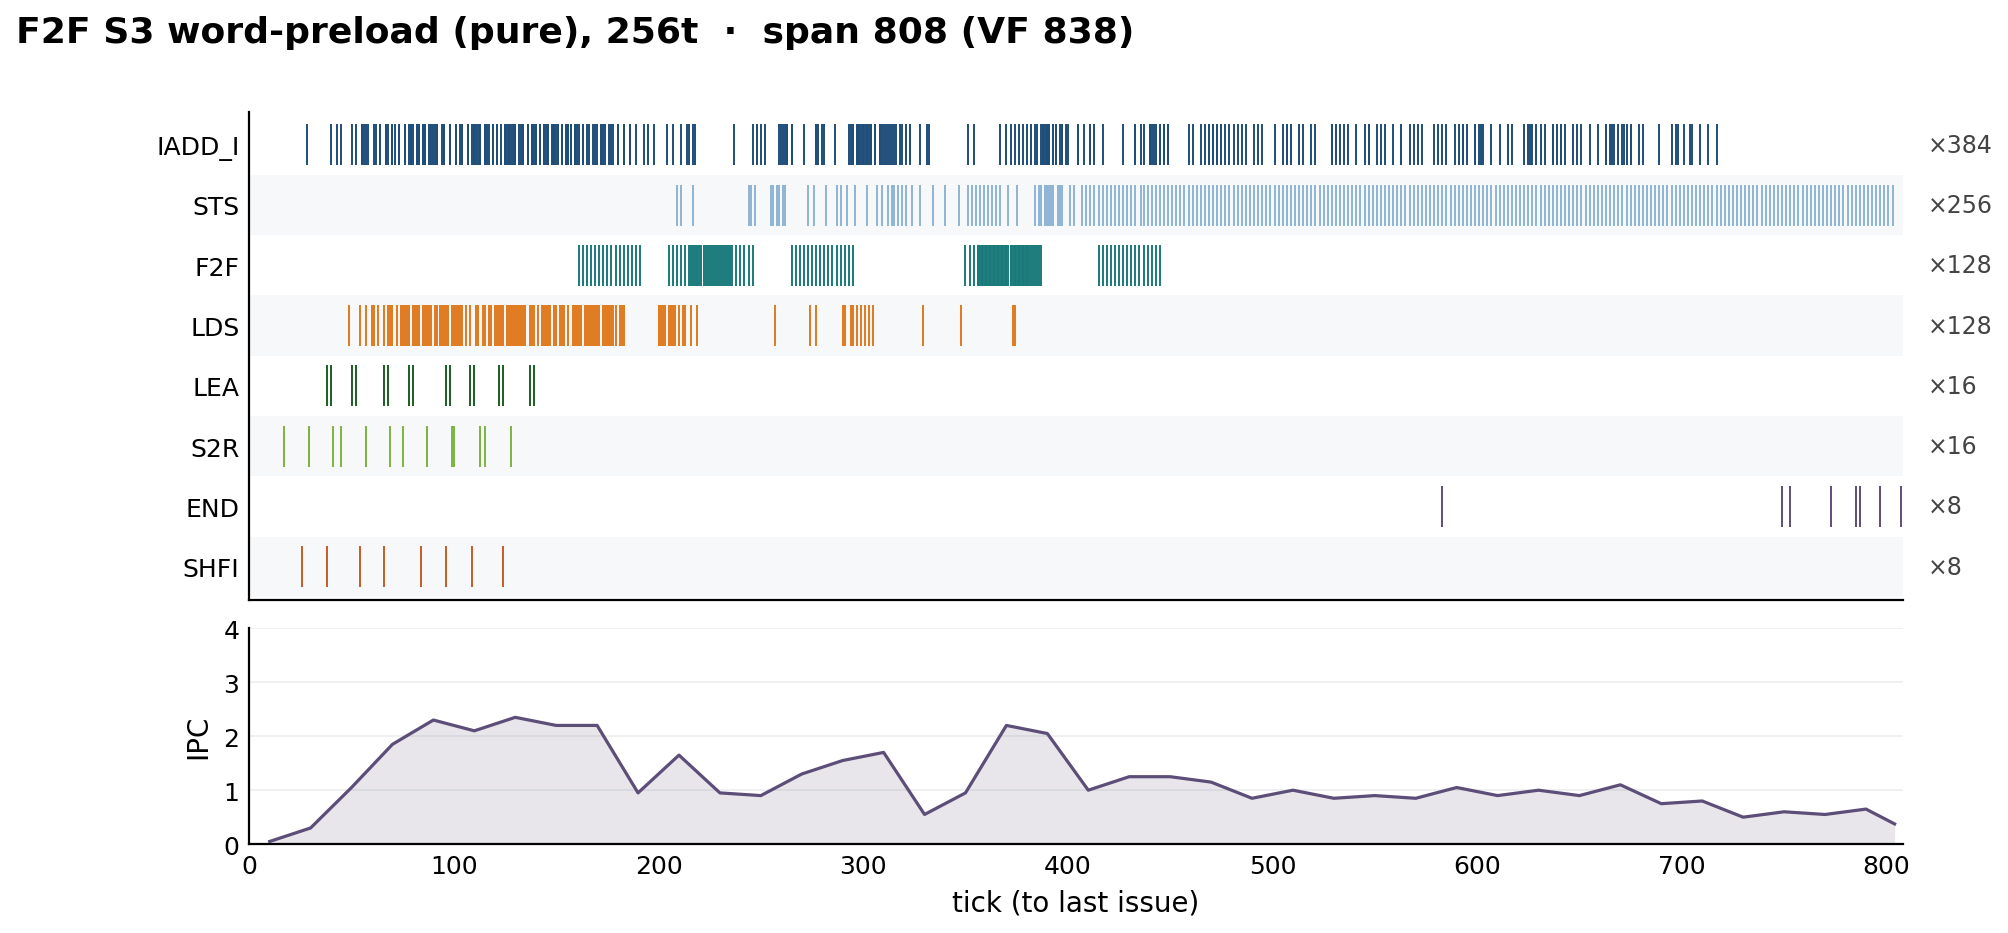 F2F S3 word-preload (pure), 256t · span 808 (VF 838)
IADD_I ×384
STS ×256
F2F ×128
LDS ×128
LEA ×16
S2R ×16
END ×8
SHFI ×8
4
3
2
1
0
IPC
0 100 200 300 400 500 600 700 800
tick (to last issue)